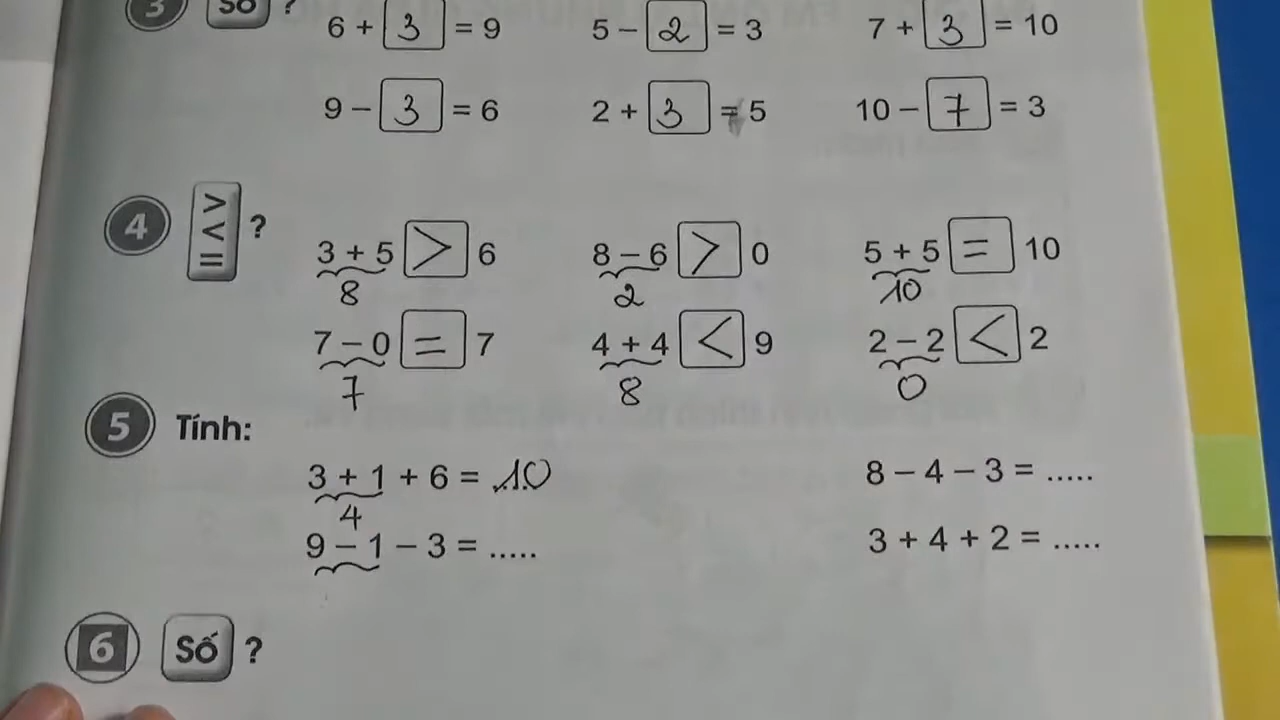 3 Số ?
6 + 3 = 9 5 – 2 = 3 7 + 3 = 10
9 – 3 = 6 2 + 3 = 5 10 – 7 = 3
4 > < = ?
3 + 5 > 6 8 – 6 > 0 5 + 5 = 10
8 2 10
7 – 0 = 7 4 + 4 < 9 2 – 2 < 2
7 8 0
5 Tính:
3 + 1 + 6 = 10 8 – 4 – 3 = .....
4
9 – 1 – 3 = ..... 3 + 4 + 2 = .....
6 Số ?